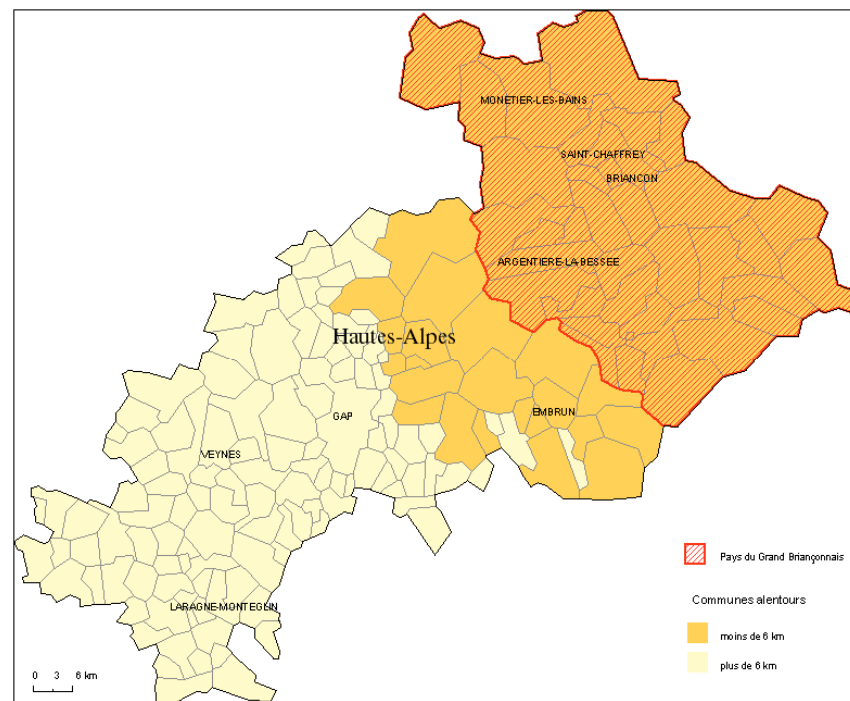 MONETIER-LES-BAINS
SAINT-CHAFFREY
BRIANCON
ARGENTIERE-LA-BESSEE
Hautes-Alpes
EMBRUN
GAP
VEYNES
LARAGNE-MONTEGLIN
Pays du Grand Briançonnais
Communes alentours
moins de 6 km
plus de 6 km
0 3 6 km